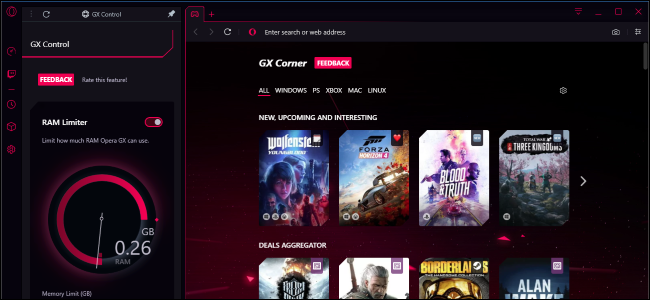 GX Control
GX Control
FEEDBACK
Rate this feature!
RAM Limiter
Limit how much RAM Opera GX can use.
GB
0.26
RAM
Memory Limit (GB)
Enter search or web address
GX Corner
FEEDBACK
ALL WINDOWS PS XBOX MAC LINUX
NEW, UPCOMING AND INTERESTING
Wolfenstein
YOUNGBLOOD
FORZA
HORIZON 4
BLOOD
& TRUTH
TOTAL WAR
THREE KINGDOMS
DEALS AGGREGATOR
BORDERLANDS
ALAN